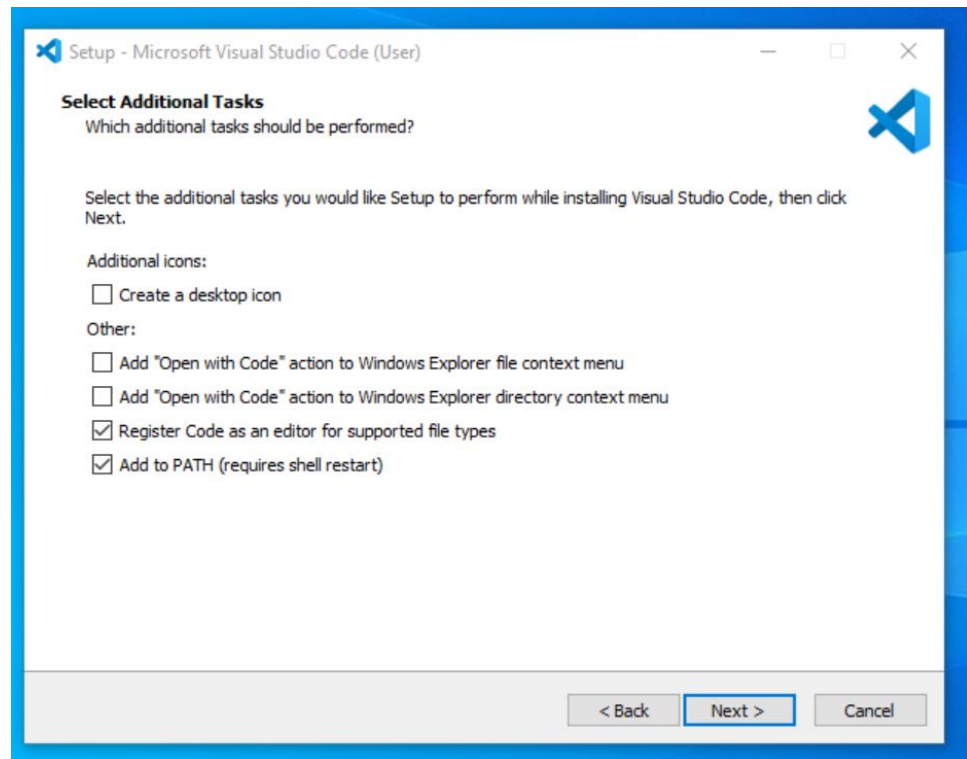 Setup - Microsoft Visual Studio Code (User)
Select Additional Tasks
Which additional tasks should be performed?
Select the additional tasks you would like Setup to perform while installing Visual Studio Code, then click
Next.
Additional icons:
Create a desktop icon
Other:
Add "Open with Code" action to Windows Explorer file context menu
Add "Open with Code" action to Windows Explorer directory context menu
Register Code as an editor for supported file types
Add to PATH (requires shell restart)
< Back Next > Cancel